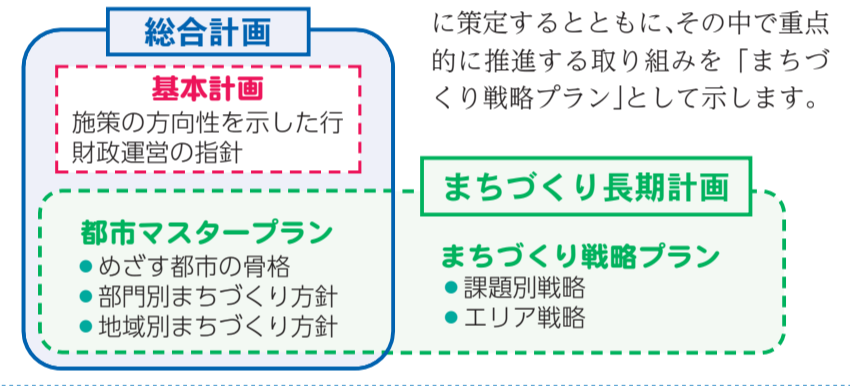 に策定するとともに、その中で重点
的に推進する取り組みを「まちづ
くり戦略プラン」として示します。
総合計画
基本計画
施策の方向性を示した行
財政運営の指針
まちづくり長期計画
都市マスタープラン
●めざす都市の骨格
●部門別まちづくり方針
●地域別まちづくり方針
まちづくり戦略プラン
●課題別戦略
●エリア戦略